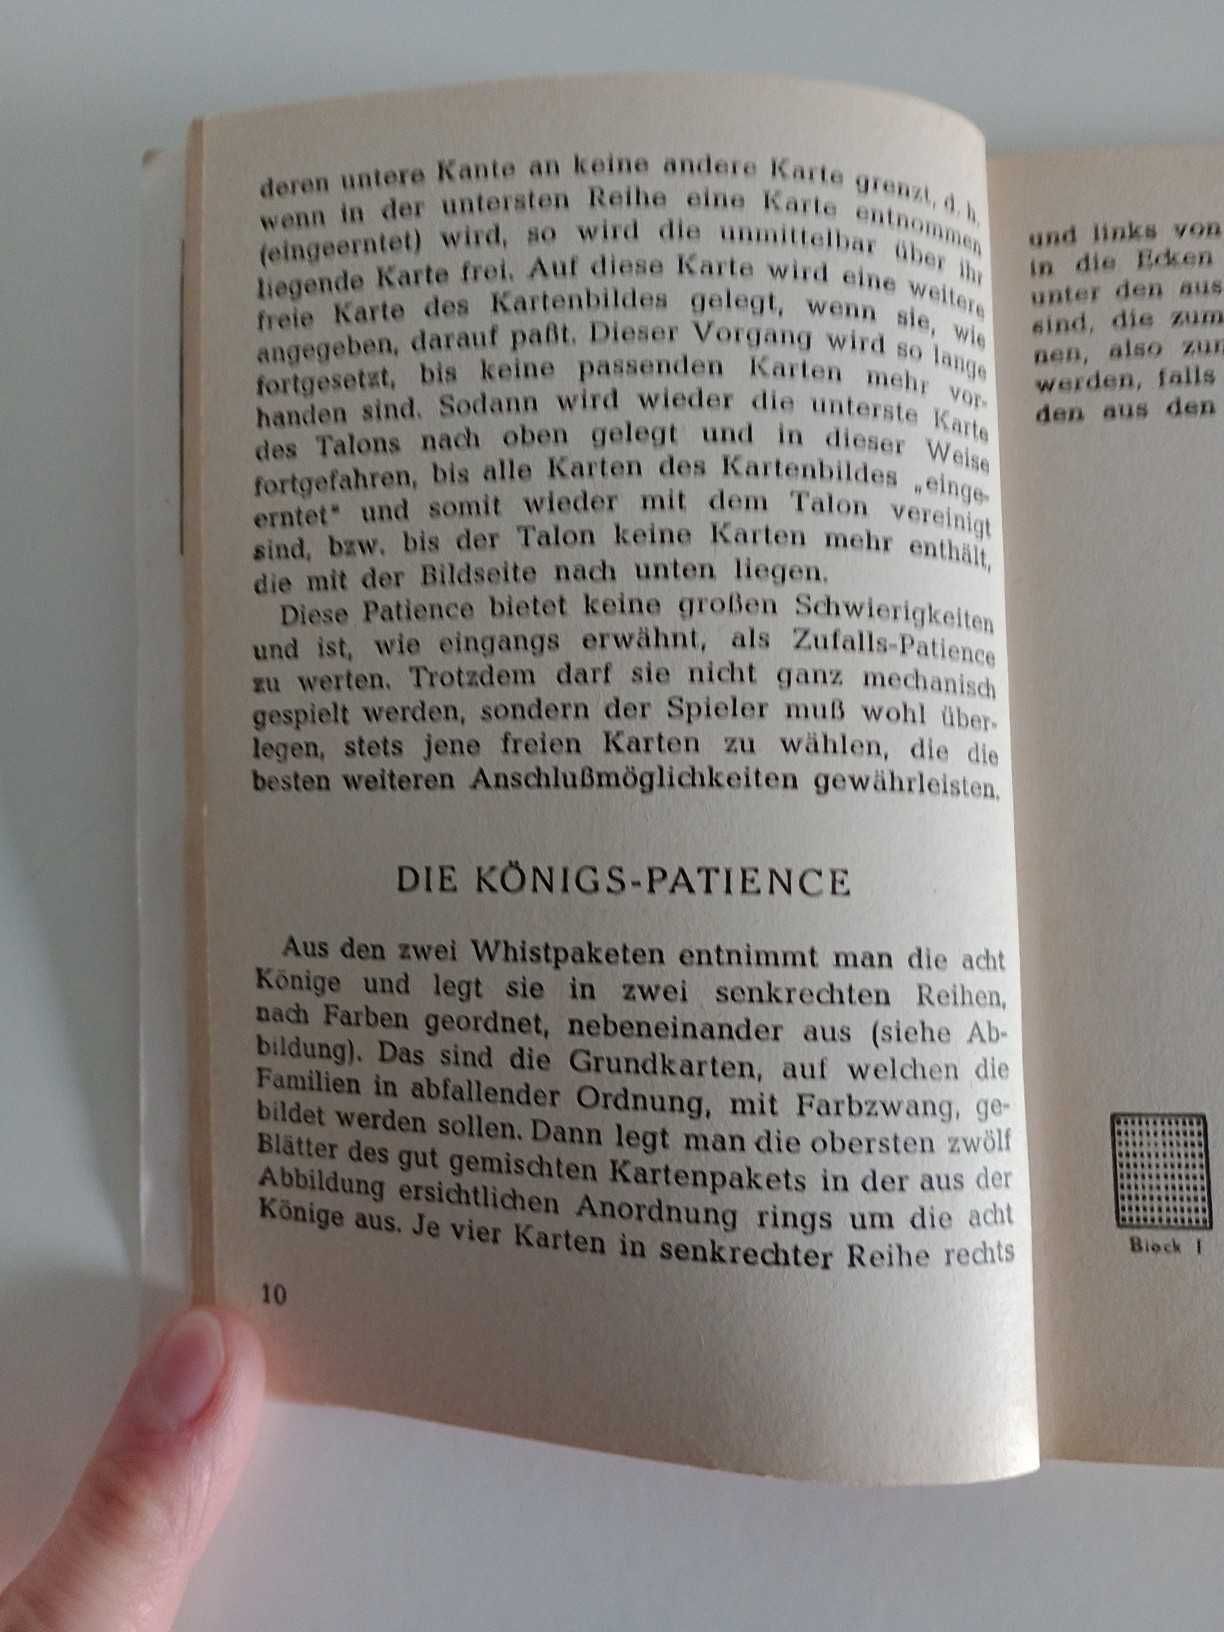 deren untere Kante an keine andere Karte grenzt, d. h.
wenn in der untersten Reihe eine Karte entnommen
(eingeerntet) wird, so wird die unmittelbar über ihr
liegende Karte frei. Auf diese Karte wird eine weitere
freie Karte des Kartenbildes gelegt, wenn sie, wie
angegeben, darauf paßt. Dieser Vorgang wird so lange
fortgesetzt, bis keine passenden Karten mehr vor-
handen sind. Sodann wird wieder die unterste Karte
des Talons nach oben gelegt und in dieser Weise
fortgefahren, bis alle Karten des Kartenbildes „einge-
erntet“ und somit wieder mit dem Talon vereinigt
sind, bzw. bis der Talon keine Karten mehr enthält,
die mit der Bildseite nach unten liegen.
Diese Patience bietet keine großen Schwierigkeiten
und ist, wie eingangs erwähnt, als Zufalls-Patience
zu werten. Trotzdem darf sie nicht ganz mechanisch
gespielt werden, sondern der Spieler muß wohl über-
legen, stets jene freien Karten zu wählen, die die
besten weiteren Anschlußmöglichkeiten gewährleisten.
DIE KÖNIGS-PATIENCE
Aus den zwei Whistpaketen entnimmt man die acht
Könige und legt sie in zwei senkrechten Reihen,
nach Farben geordnet, nebeneinander aus (siehe Ab-
bildung). Das sind die Grundkarten, auf welchen die
Familien in abfallender Ordnung, mit Farbzwang, ge-
bildet werden sollen. Dann legt man die obersten zwölf
Blätter des gut gemischten Kartenpakets in der aus der
Abbildung ersichtlichen Anordnung rings um die acht
Könige aus. Je vier Karten in senkrechter Reihe rechts
10
und links von
in die Ecken
unter den aus
sind, die zum
nen, also zur
werden, falls
den aus den
Block I